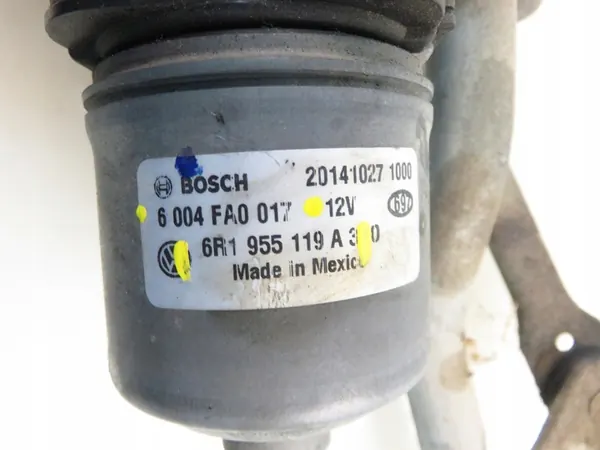 BOSCH 20141027 1000
6 004 FA0 017 12V 697
6R1 955 119 A
Made in Mexico